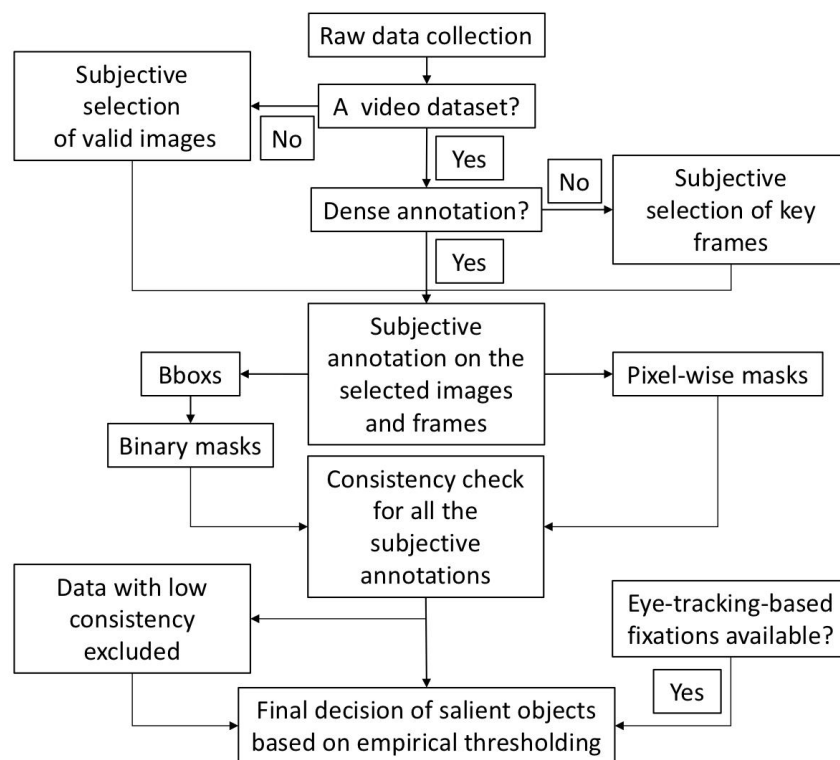 Raw data collection
Subjective
selection
of valid images
A video dataset?
No
Yes
Dense annotation?
No
Subjective
selection of key
frames
Yes
Subjective
annotation on the
selected images
and frames
Bboxs
Pixel-wise masks
Binary masks
Consistency check
for all the
subjective
annotations
Data with low
consistency
excluded
Eye-tracking-based
fixations available?
Yes
Final decision of salient objects
based on empirical thresholding